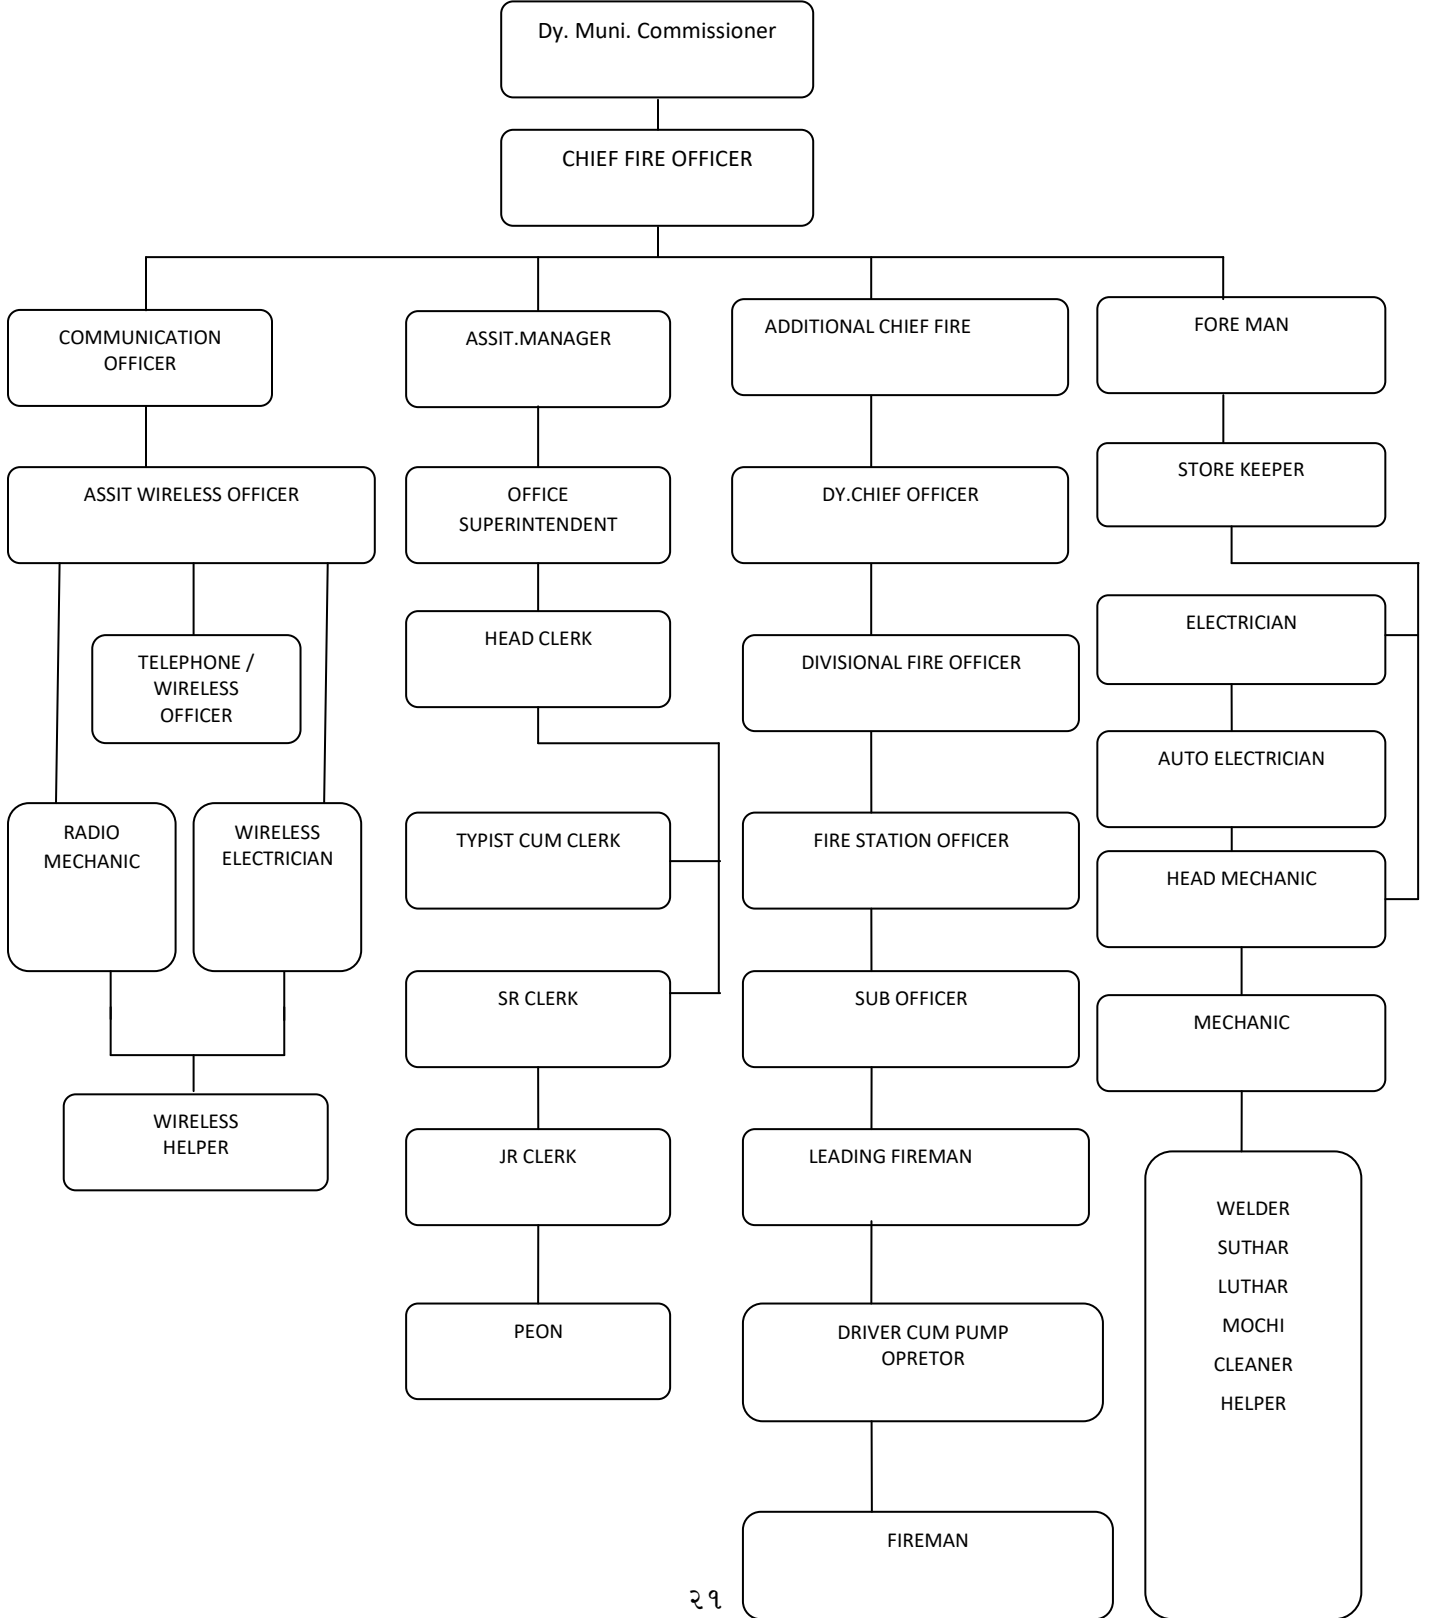 Dy. Muni. Commissioner
CHIEF FIRE OFFICER
COMMUNICATION
OFFICER
ASSIT.MANAGER
ADDITIONAL CHIEF FIRE
FORE MAN
ASSIT WIRELESS OFFICER
OFFICE
SUPERINTENDENT
DY.CHIEF OFFICER
STORE KEEPER
TELEPHONE /
WIRELESS
OFFICER
HEAD CLERK
DIVISIONAL FIRE OFFICER
ELECTRICIAN
AUTO ELECTRICIAN
RADIO
MECHANIC
WIRELESS
ELECTRICIAN
TYPIST CUM CLERK
FIRE STATION OFFICER
HEAD MECHANIC
SR CLERK
SUB OFFICER
MECHANIC
WIRELESS
HELPER
JR CLERK
LEADING FIREMAN
WELDER
SUTHAR
LUTHAR
MOCHI
CLEANER
HELPER
PEON
DRIVER CUM PUMP
OPRETOR
FIREMAN
૨૧